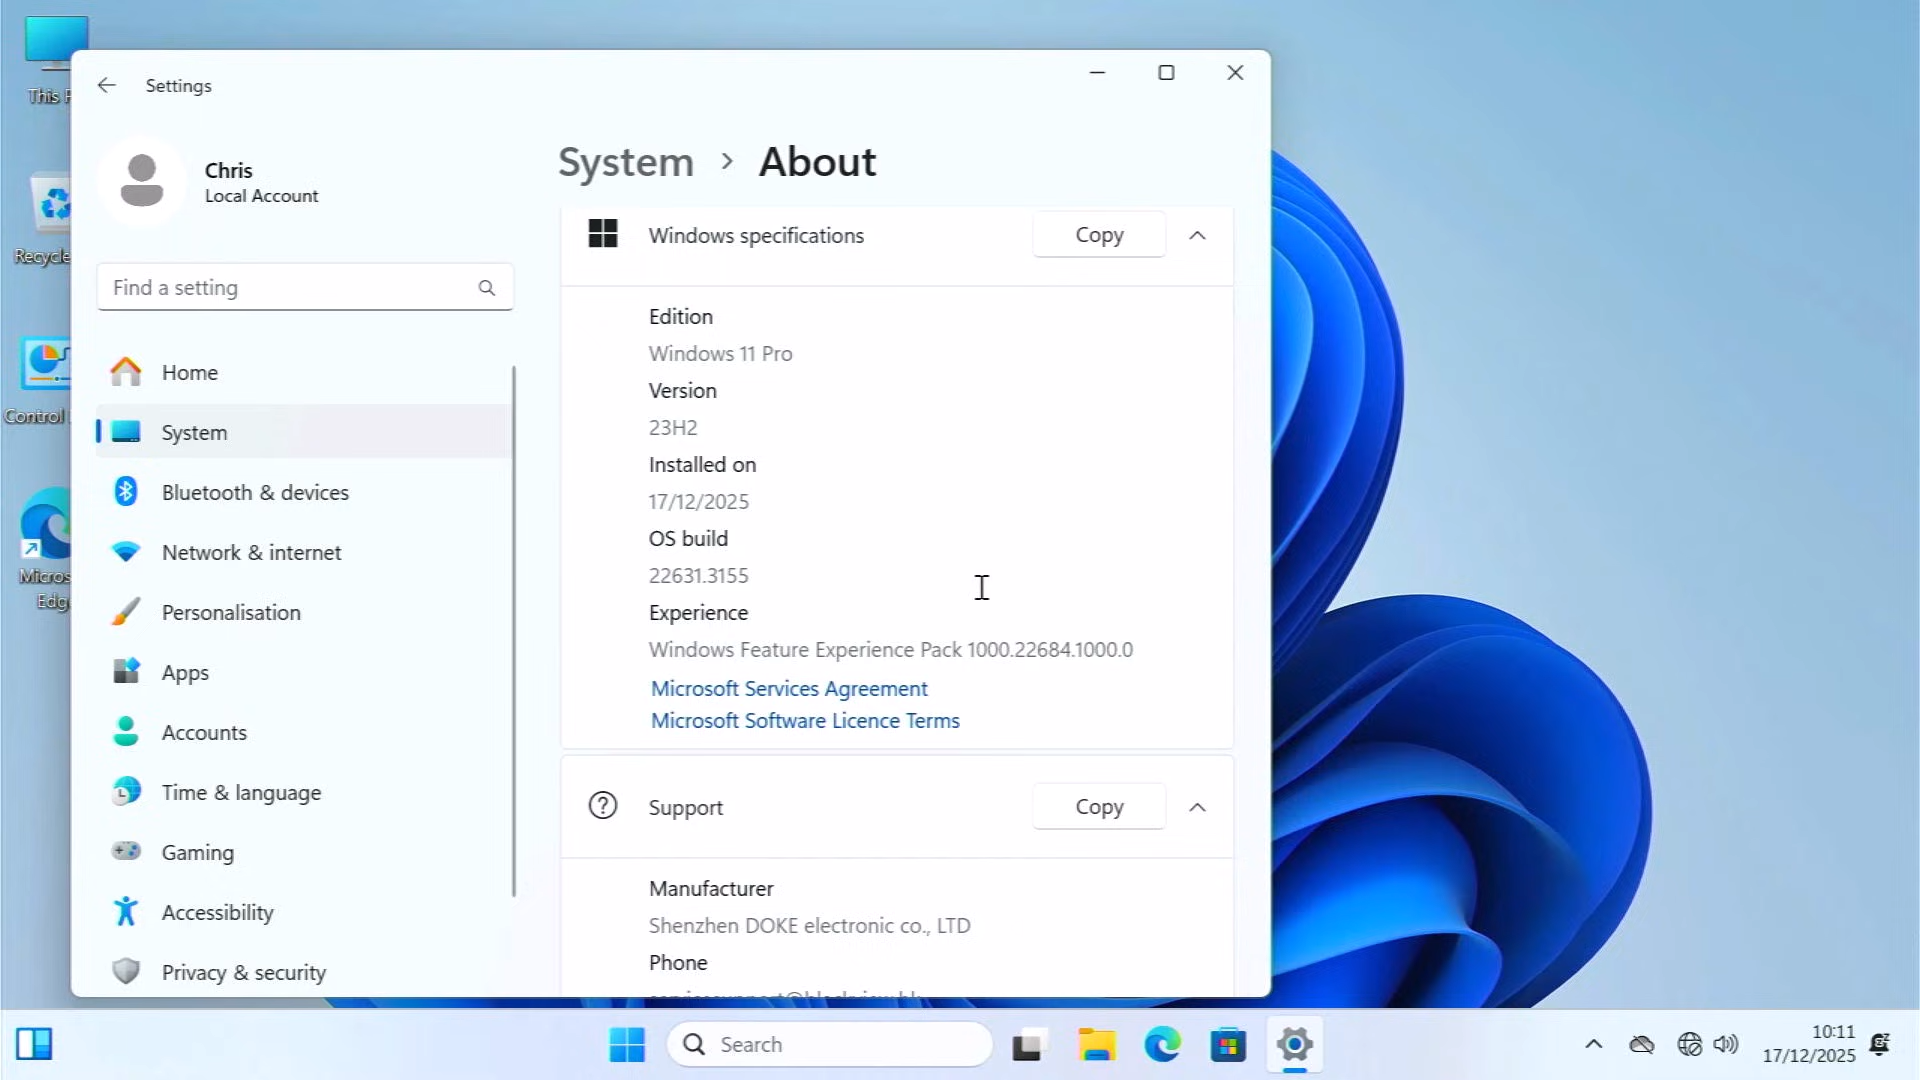 This P
Recycle
Control
Micros
Edg
Settings
Chris
Local Account
Find a setting
Home
System
Bluetooth & devices
Network & internet
Personalisation
Apps
Accounts
Time & language
Gaming
Accessibility
Privacy & security
System > About
Windows specifications
Copy
Edition
Windows 11 Pro
Version
23H2
Installed on
17/12/2025
OS build
22631.3155
Experience
Windows Feature Experience Pack 1000.22684.1000.0
Microsoft Services Agreement
Microsoft Software Licence Terms
Support
Copy
Manufacturer
Shenzhen DOKE electronic co., LTD
Phone
Search
10:11
17/12/2025